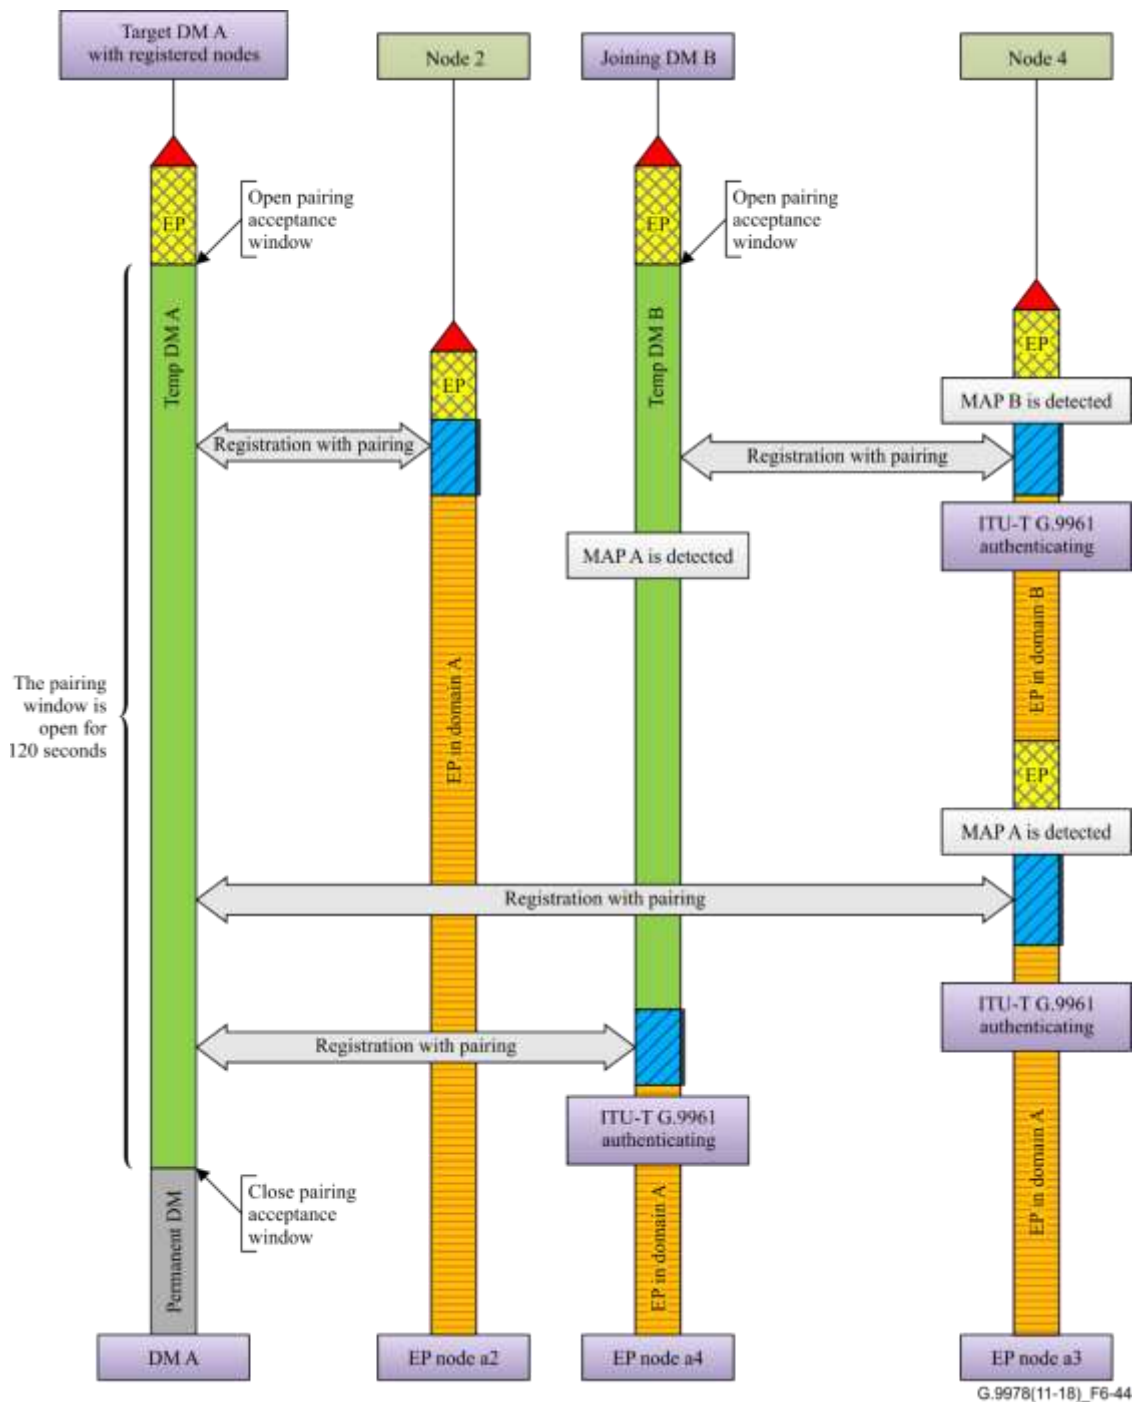 Target DM A
with registered nodes
Node 2
Joining DM B
Node 4
EP
Open pairing
acceptance
window
EP
Open pairing
acceptance
window
Temp DM A
Temp DM B
EP
EP
MAP B is detected
Registration with pairing
Registration with pairing
ITU-T G.9961
authenticating
MAP A is detected
EP in domain B
The pairing
window is
open for
120 seconds
EP in domain A
EP
MAP A is detected
Registration with pairing
ITU-T G.9961
authenticating
Registration with pairing
ITU-T G.9961
authenticating
EP in domain A
Close pairing
acceptance
window
Permanent DM
EP in domain A
DM A
EP node a2
EP node a4
EP node a3
G.9978(11-18)_F6-44